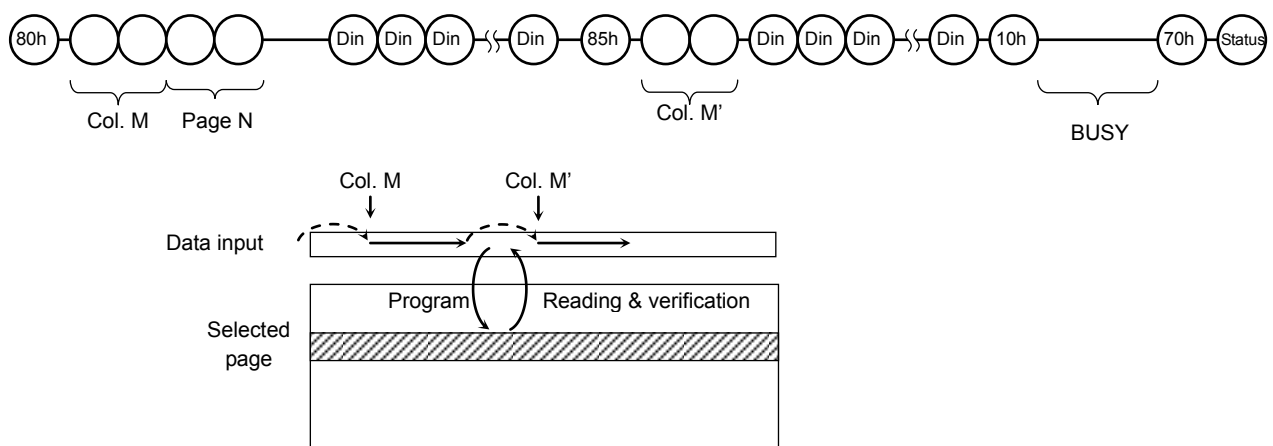 80h Din Din Din Din 85h Din Din Din Din 10h 70h Status
Col. M Page N Col. M’ BUSY
Col. M Col. M’
Data input
Program Reading & verification
Selected
page